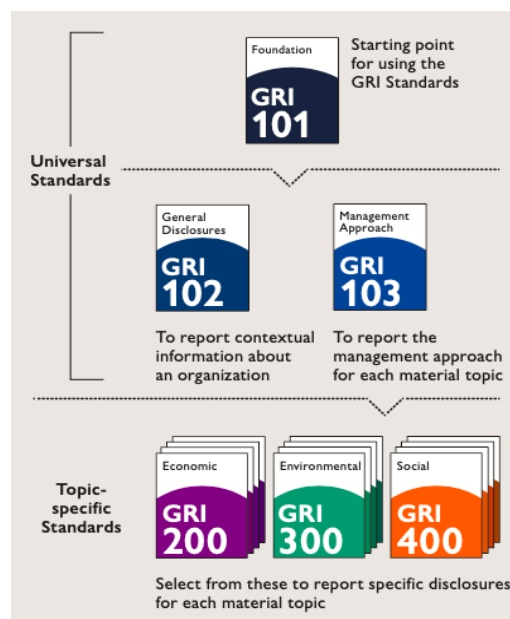 Foundation
GRI
101
Starting point
for using the
GRI Standards
Universal
Standards
General
Disclosures
GRI
102
To report contextual
information about
an organization
Management
Approach
GRI
103
To report the
management approach
for each material topic
Topic-
specific
Standards
Economic
GRI
200
Environmental
GRI
300
Social
GRI
400
Select from these to report specific disclosures
for each material topic